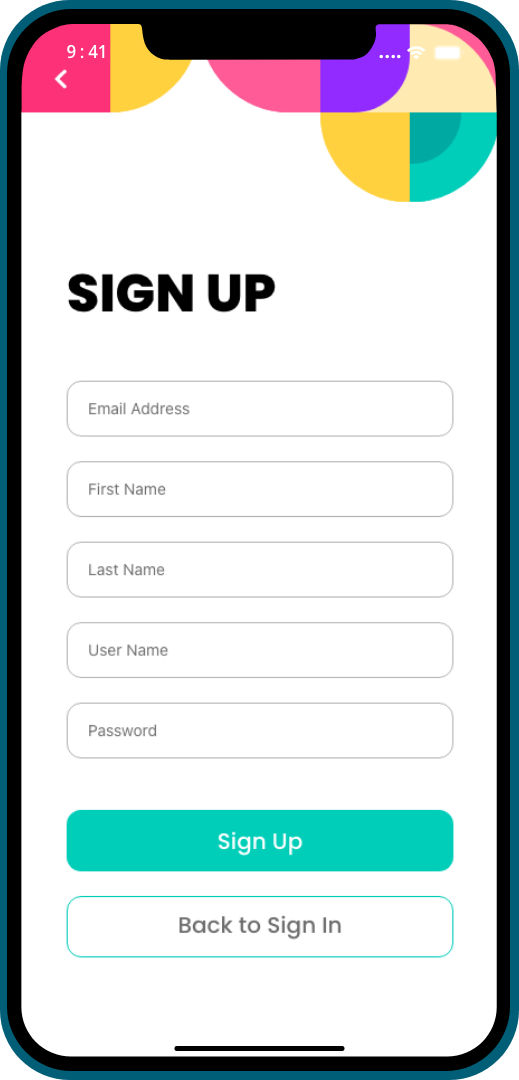 9:41
SIGN UP
Email Address
First Name
Last Name
User Name
Password
Sign Up
Back to Sign In